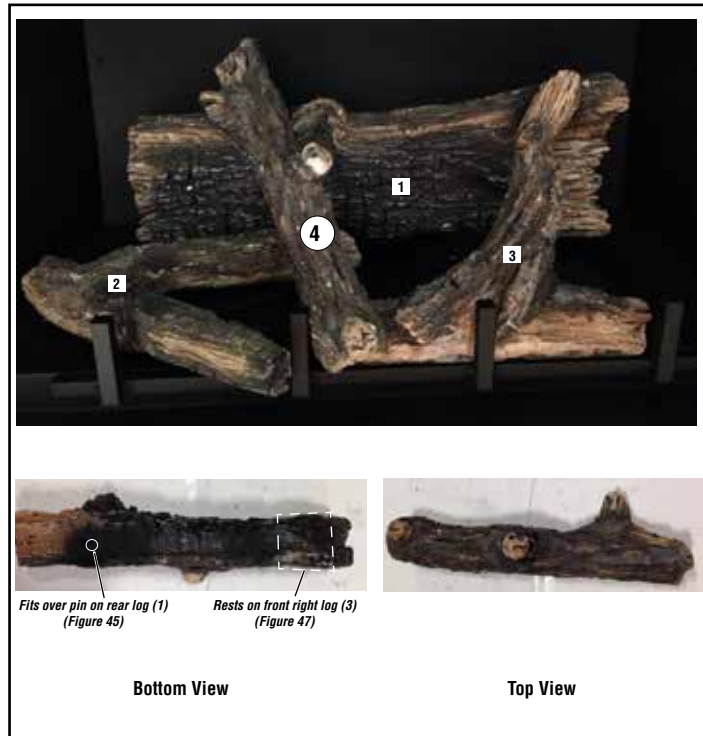 1
4
3
2
Fits over pin on rear log (1)
(Figure 45)
Rests on front right log (3)
(Figure 47)
Bottom View
Top View